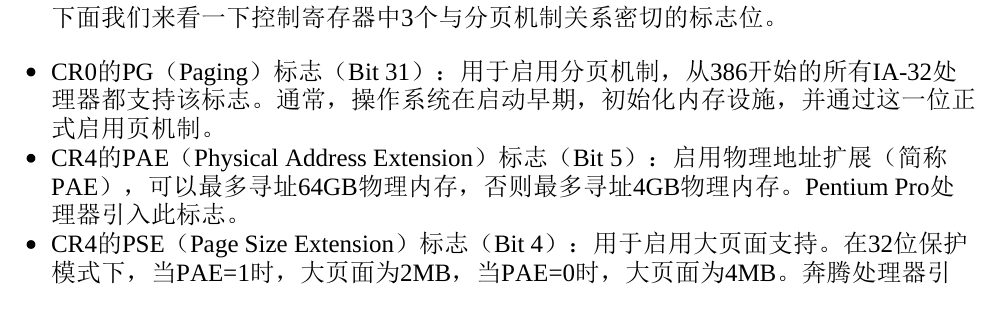 下面我们来看一下控制寄存器中3个与分页机制关系密切的标志位。
• CR0的PG（Paging）标志（Bit 31）：用于启用分页机制，从386开始的所有IA-32处
理器都支持该标志。通常，操作系统在启动早期，初始化内存设施，并通过这一位正
式启用页机制。
• CR4的PAE（Physical Address Extension）标志（Bit 5）：启用物理地址扩展（简称
PAE），可以最多寻址64GB物理内存，否则最多寻址4GB物理内存。Pentium Pro处
理器引入此标志。
• CR4的PSE（Page Size Extension）标志（Bit 4）：用于启用大页面支持。在32位保护
模式下，当PAE=1时，大页面为2MB，当PAE=0时，大页面为4MB。奔腾处理器引